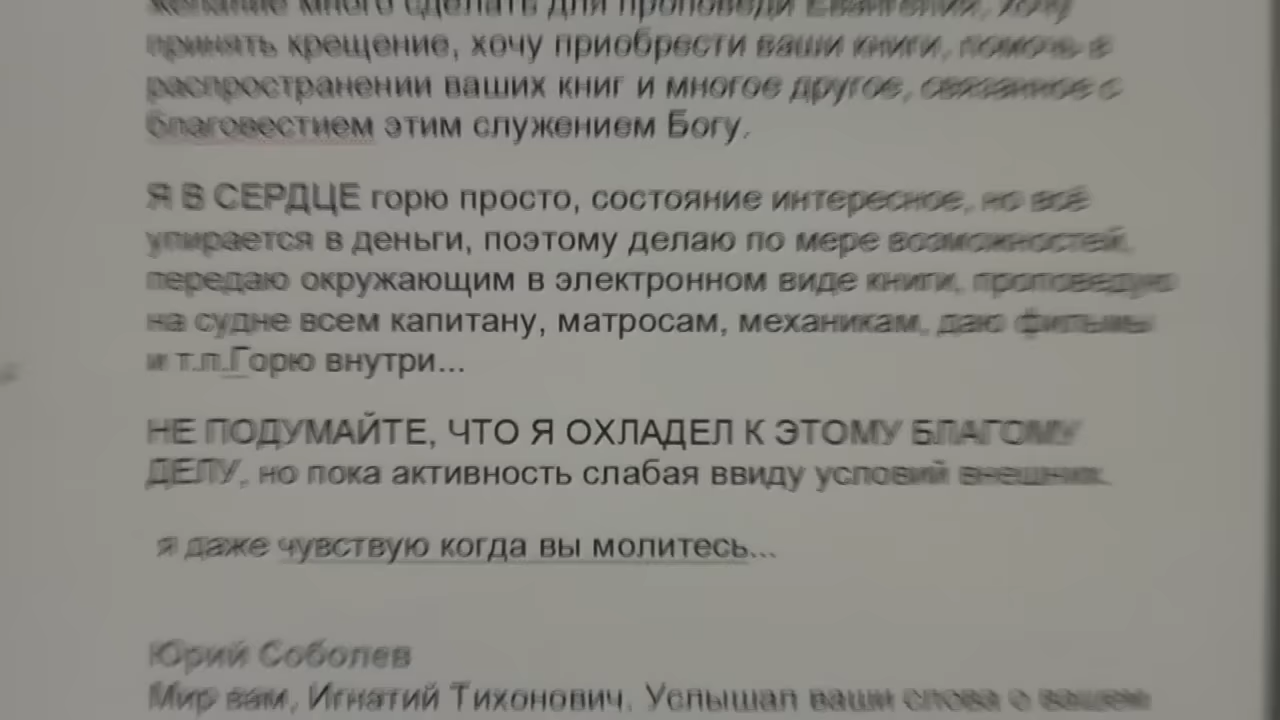 желание много сделать для проповеди Евангелия, хочу
принять крещение, хочу приобрести ваши книги, помочь в
распространении ваших книг и многое другое, связанное с
благовестием этим служением Богу.
Я В СЕРДЦЕ горю просто, состояние интересное, но всё
упирается в деньги, поэтому делаю по мере возможностей,
передаю окружающим в электронном виде книги, проповедую
на судне всем капитану, матросам, механикам, даю фильмы
и т.п.Горю внутри...
НЕ ПОДУМАЙТЕ, ЧТО Я ОХЛАДЕЛ К ЭТОМУ БЛАГОМУ
ДЕЛУ, но пока активность слабая ввиду условий внешних.
я даже чувствую когда вы молитесь...
Юрий Соболев
Мир вам, Игнатий Тихонович. Услышал ваши слова о вашем